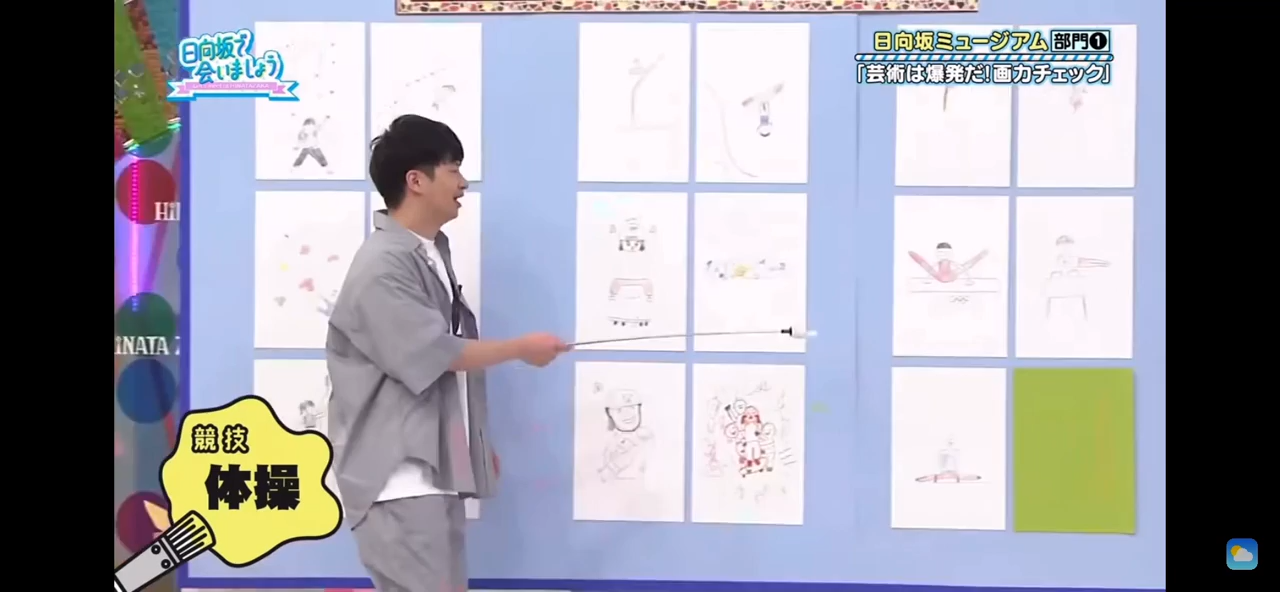 日向坂で
会いましょう
日向坂ミュージアム 部門❶
「芸術は爆発だ!画力チェック」
競技
体操